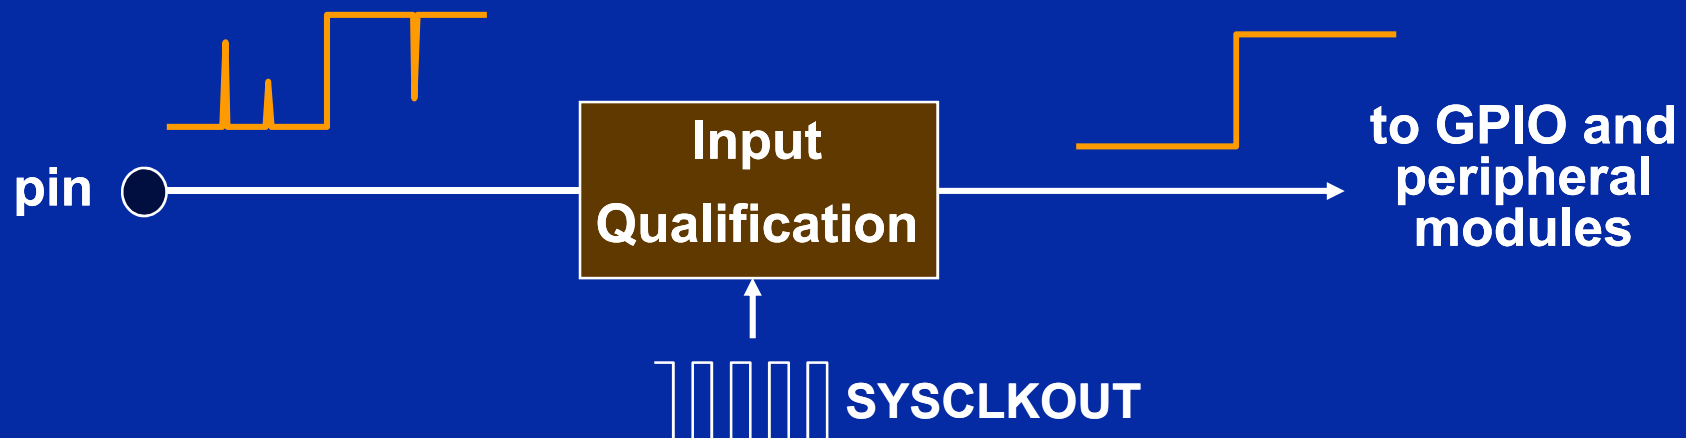 pin
Input
Qualification
to GPIO and
peripheral
modules
SYSCLKOUT